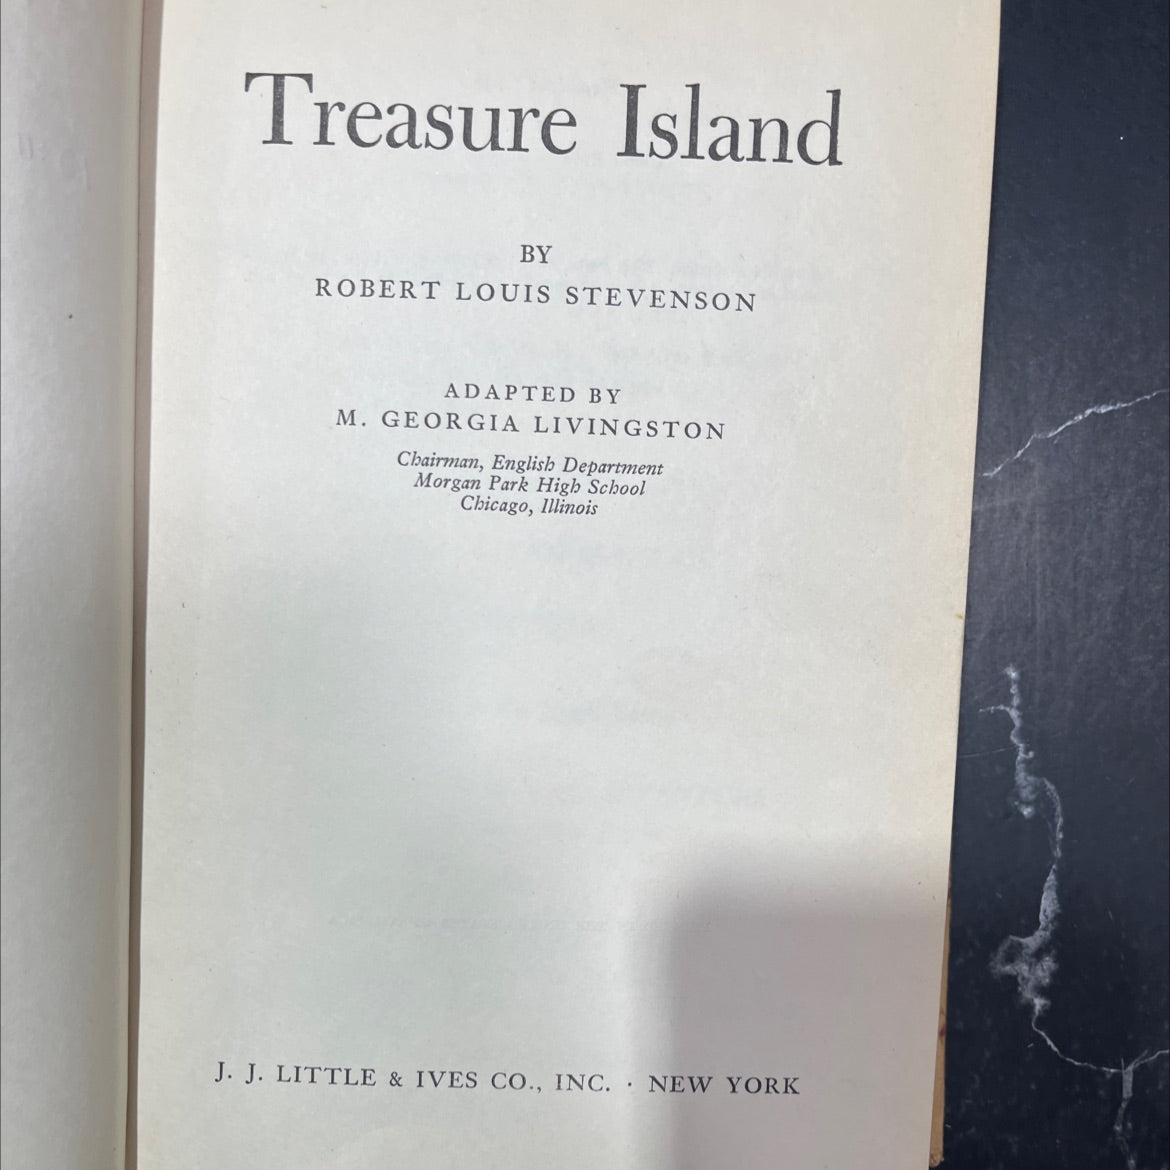 Treasure Island
BY
ROBERT LOUIS STEVENSON
ADAPTED BY
M. GEORGIA LIVINGSTON
Chairman, English Department
Morgan Park High School
Chicago, Illinois
J. J. LITTLE & IVES CO., INC. · NEW YORK